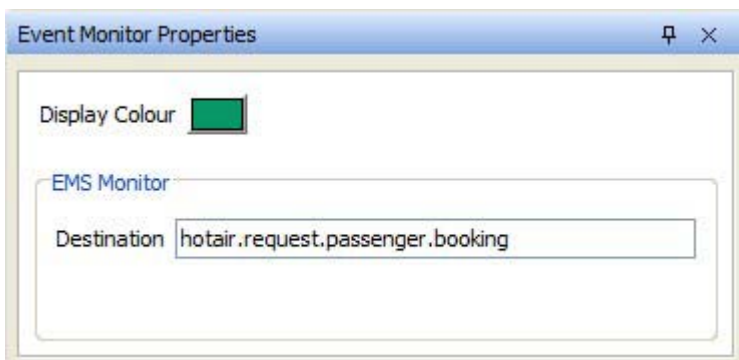 Event Monitor Properties
Display Colour
EMS Monitor
Destination hotair.request.passenger.booking